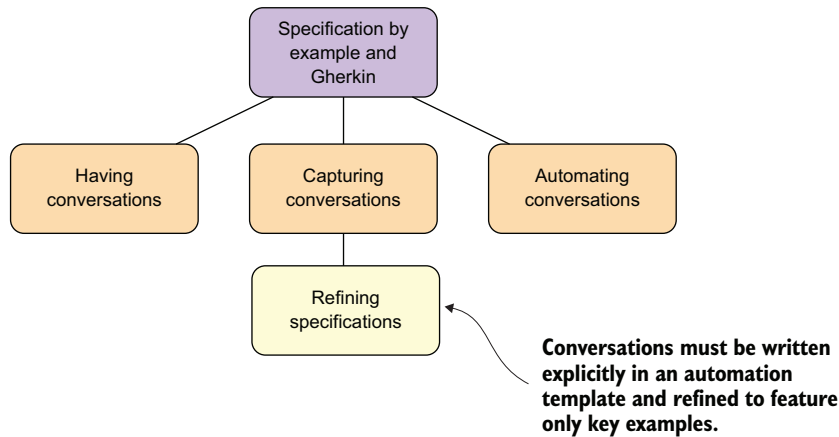 Specification by
example and
Gherkin
Having
conversations
Capturing
conversations
Automating
conversations
Refining
specifications
Conversations must be written
explicitly in an automation
template and refined to feature
only key examples.